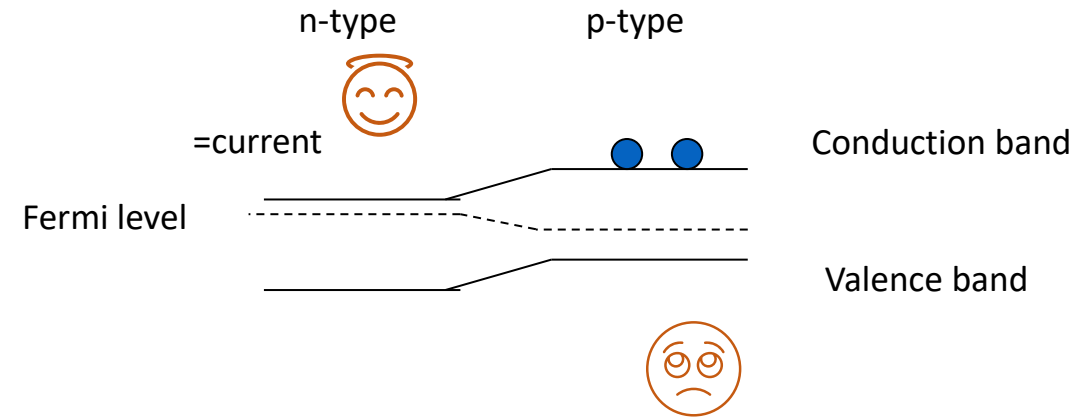 n-type
p-type
=current
Conduction band
Fermi level
Valence band